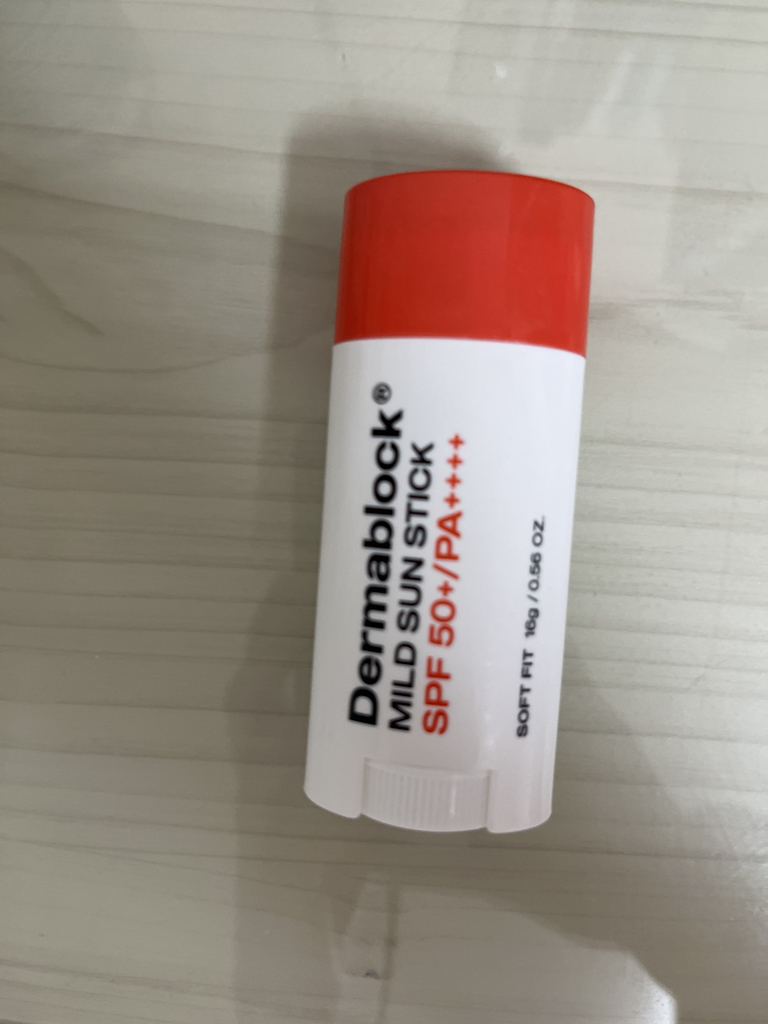 Dermablock®
MILD SUN STICK
SPF 50+/PA++++
SOFT FIT 16g / 0.56 OZ.